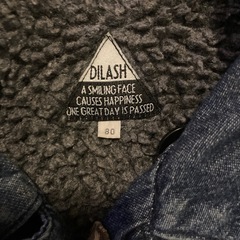 DILASH
A SMILING FACE
CAUSES HAPPINESS
ONE GREAT DAY IS PASSED
80